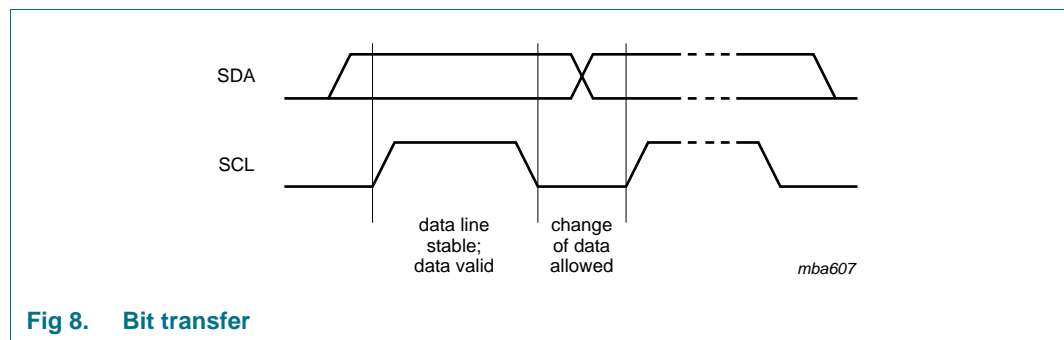 SDA
SCL
data line
stable;
data valid
change
of data
allowed
mba607
Fig 8. Bit transfer